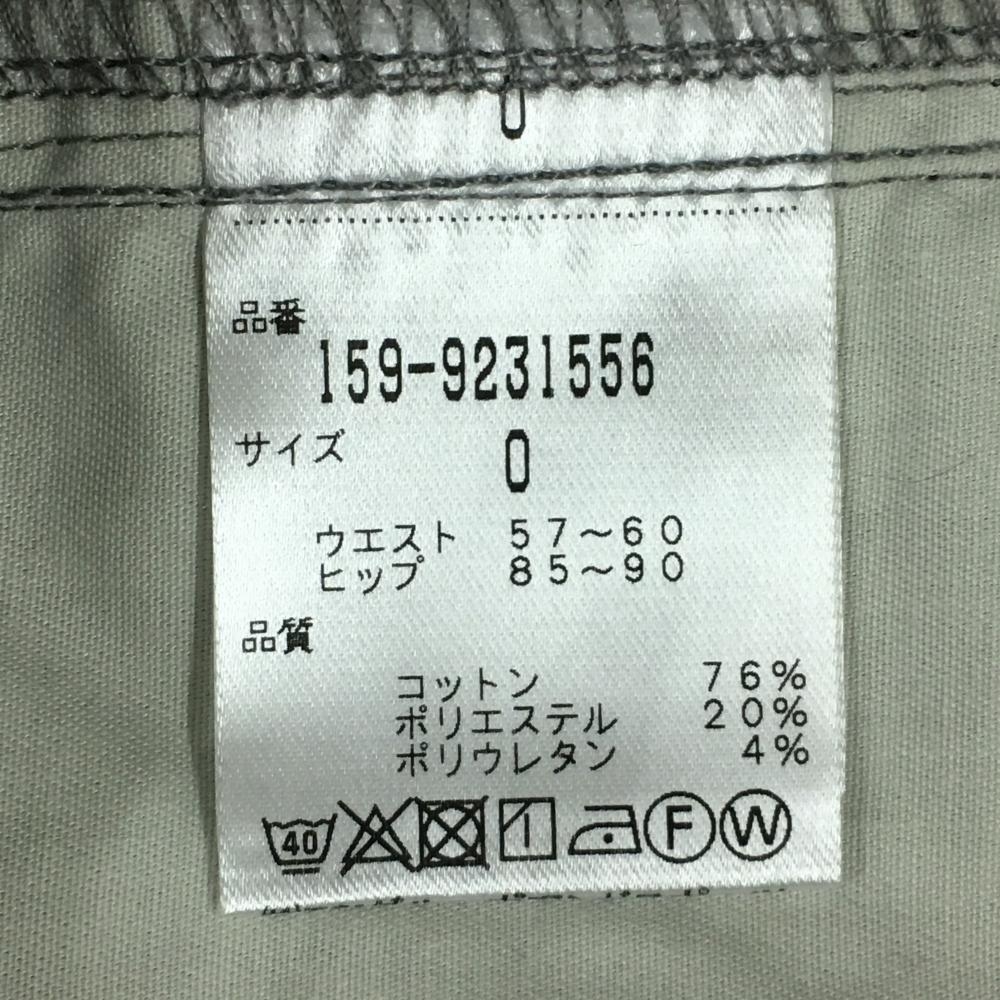 0
品番
159-9231556
サイズ
0
ウエスト 57~60
ヒップ 85~90
品質
コットン 76%
ポリエステル 20%
ポリウレタン 4%
40 F W